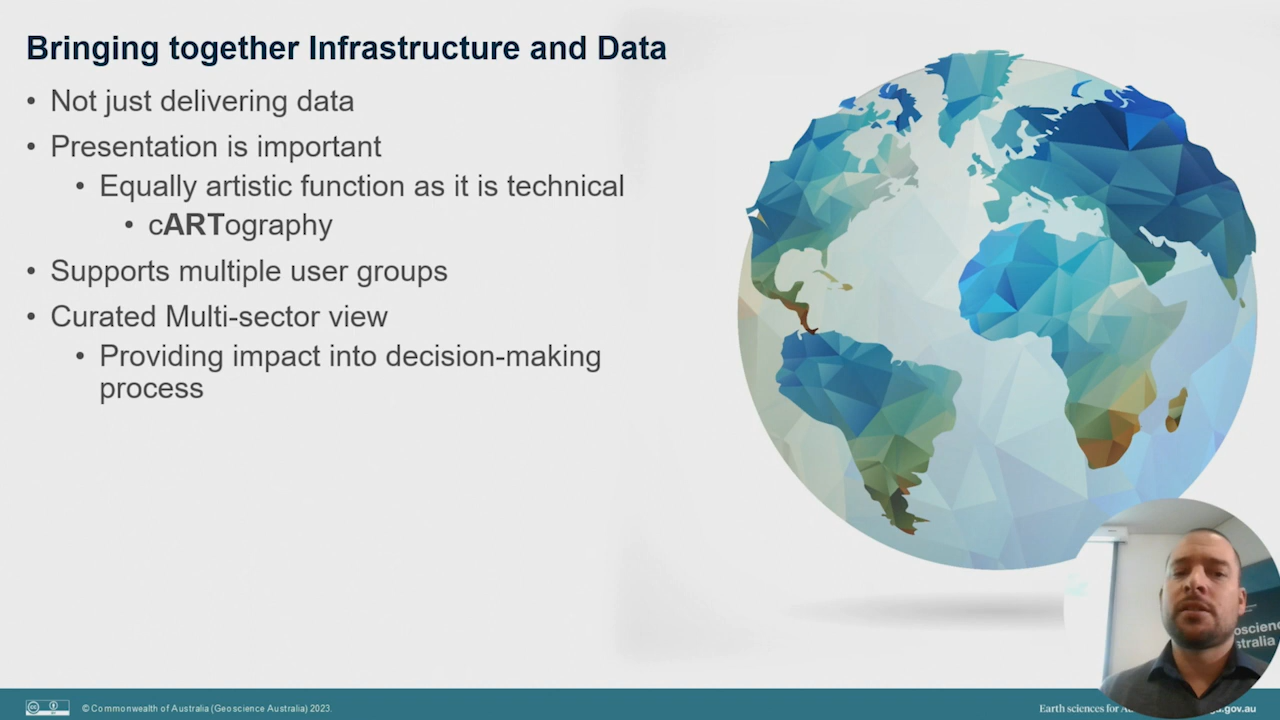 Bringing together Infrastructure and Data
• Not just delivering data
• Presentation is important
• Equally artistic function as it is technical
• cARTography
• Supports multiple user groups
• Curated Multi-sector view
• Providing impact into decision-making
process
© Commonwealth of Australia (Geoscience Australia) 2023.
Earth sciences for
.gov.au